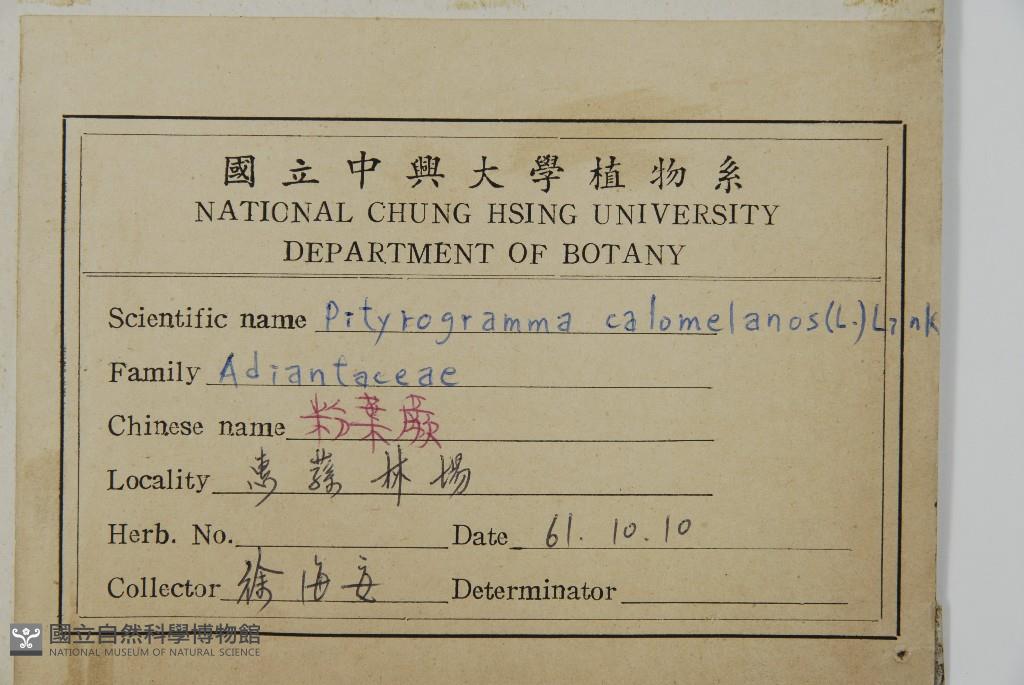 國立中興大學植物系
NATIONAL CHUNG HSING UNIVERSITY
DEPARTMENT OF BOTANY
Scientific name Pityrogramma calomelanos (L.) Link
Family Adiantaceae
Chinese name 粉葉蕨
Locality 惠蓀林場
Herb. No. Date 61. 10. 10
Collector 徐海安 Determinator
國立自然科學博物館
NATIONAL MUSEUM OF NATURAL SCIENCE